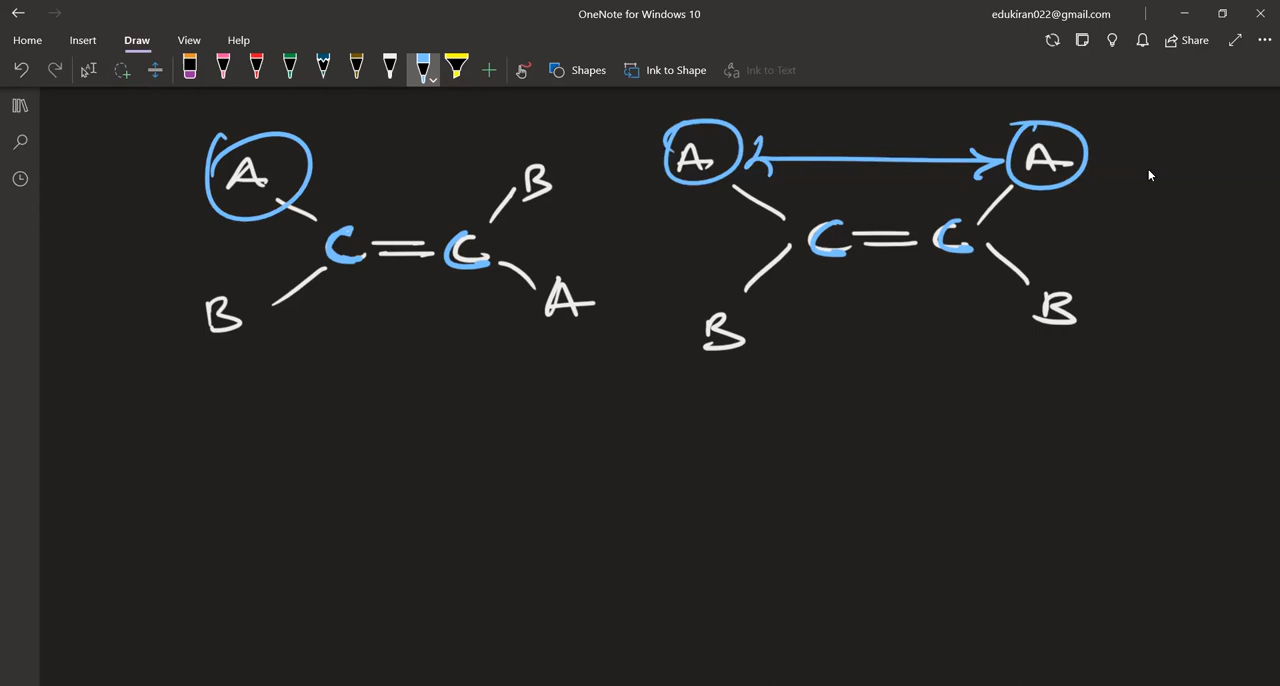 OneNote for Windows 10
edukiran022@gmail.com
Home Insert Draw View Help
Share
Shapes Ink to Shape Ink to Text
A B
C = C
B A
A A
C = C
B B